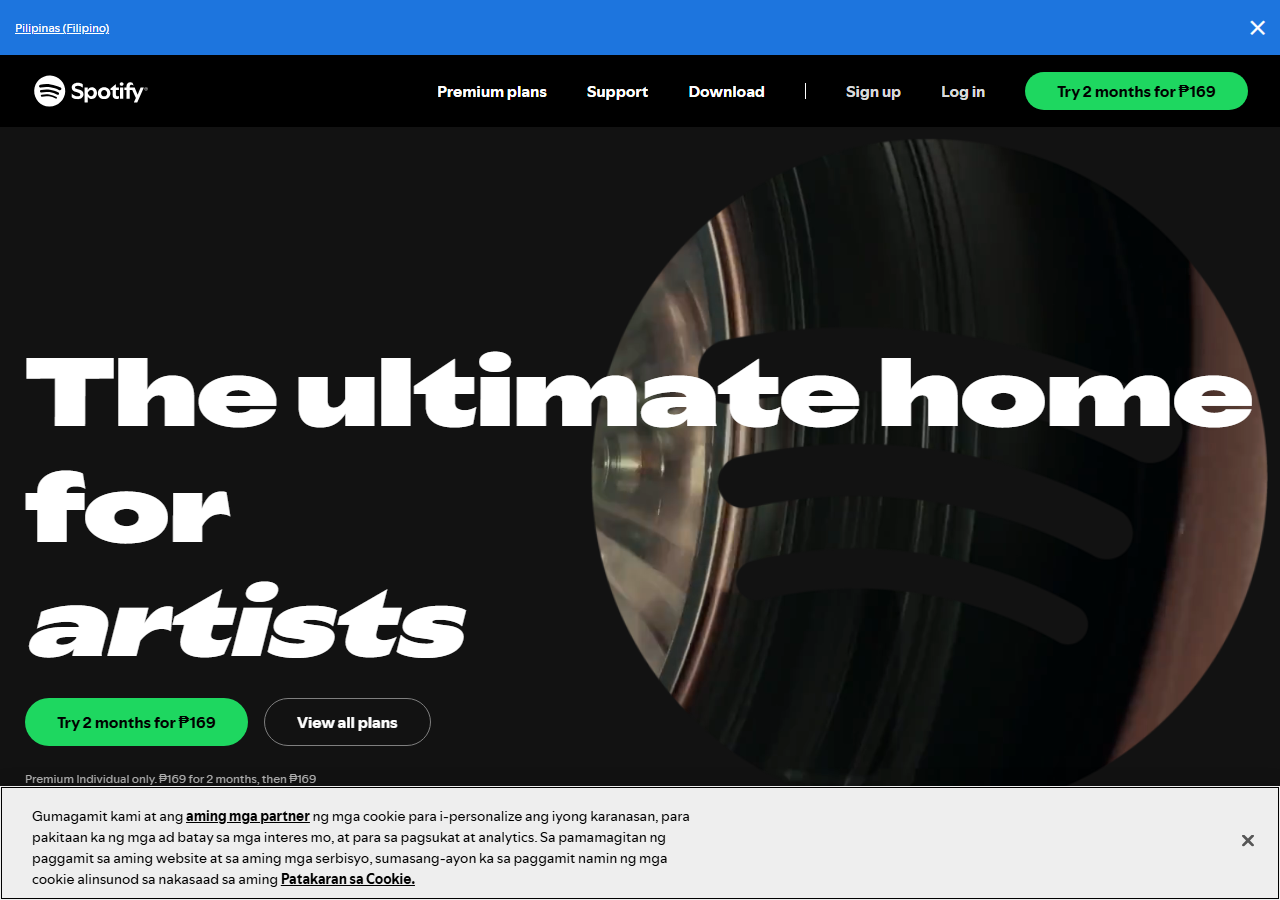 Pilipinas (Filipino)
Spotify
Premium plans
Support
Download
Sign up
Log in
Try 2 months for ₱169
The ultimate home
for
artists
Try 2 months for ₱169
View all plans
Premium Individual only. ₱169 for 2 months, then ₱169
Gumagamit kami at ang aming mga partner ng mga cookie para i-personalize ang iyong karanasan, para
pakitaan ka ng mga ad batay sa mga interes mo, at para sa pagsukat at analytics. Sa pamamagitan ng
paggamit sa aming website at sa aming mga serbisyo, sumasang-ayon ka sa paggamit namin ng mga
cookie alinsunod sa nakasaad sa aming Patakaran sa Cookie.